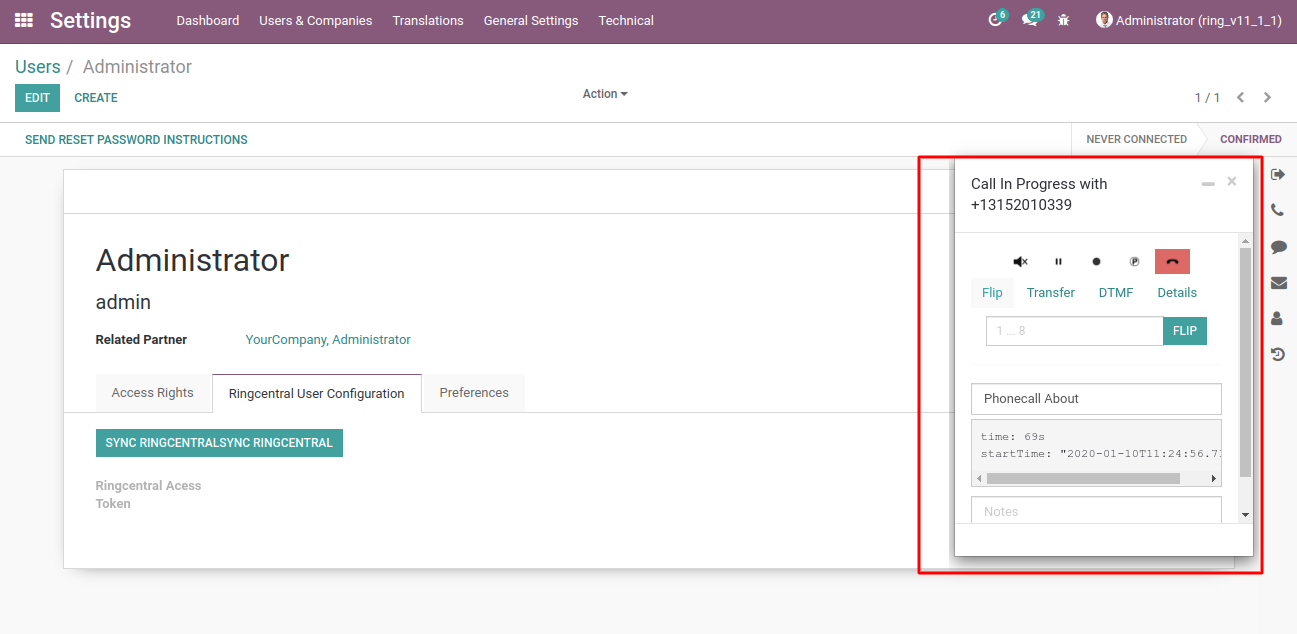 Settings
Dashboard Users & Companies Translations General Settings Technical
6 21 Administrator (ring_v11_1_1)
Users / Administrator
EDIT CREATE
Action
1 / 1
SEND RESET PASSWORD INSTRUCTIONS
NEVER CONNECTED CONFIRMED
Administrator
admin
Related Partner YourCompany, Administrator
Access Rights Ringcentral User Configuration Preferences
SYNC RINGCENTRALSYNC RINGCENTRAL
Ringcentral Acess
Token
Call In Progress with
+13152010339
Flip Transfer DTMF Details
1 ... 8 FLIP
Phonecall About
time: 69s
startTime: "2020-01-10T11:24:56.7
Notes